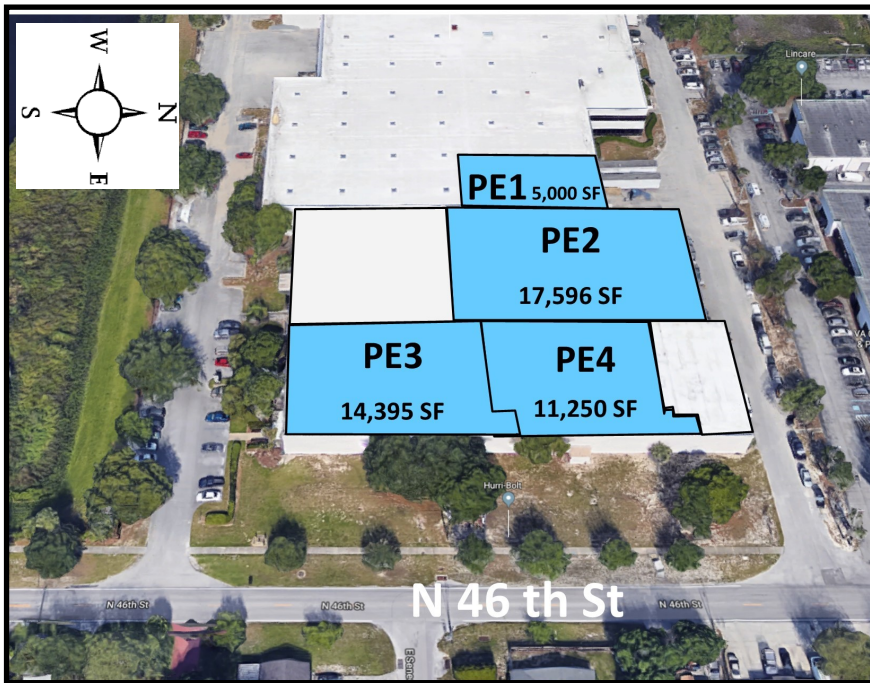 W
S
N
E
Lincare
PE1 5,000 SF
PE2
17,596 SF
PE3
14,395 SF
PE4
11,250 SF
VA
& P
Hurri-Bolt
N 46 th St
N 46th St
N 46th St
N 46th St